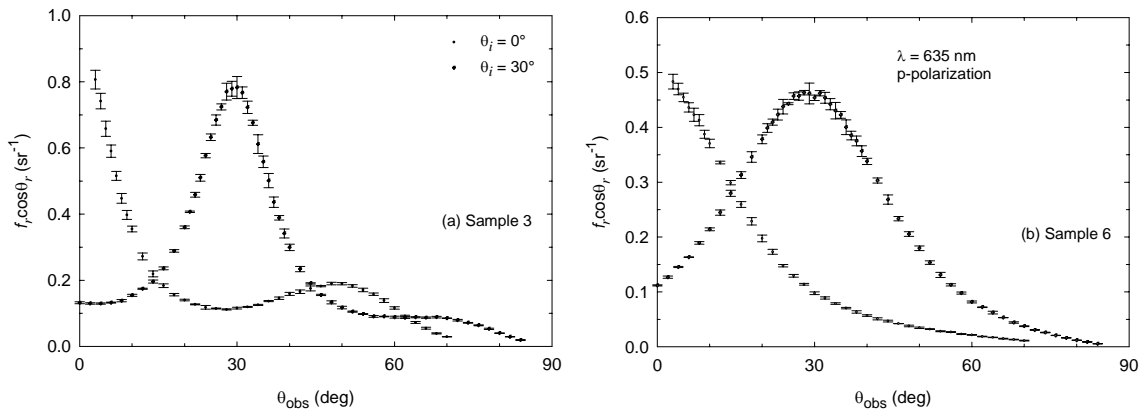 1.0
0.8
0.6
0.4
0.2
0.0
f_r cosθ_r (sr⁻¹)
θ_i = 0°
θ_i = 30°
(a) Sample 3
0 30 60 90
θ_obs (deg)
0.6
0.5
0.4
0.3
0.2
0.1
0.0
f_r cosθ_r (sr⁻¹)
λ = 635 nm
p-polarization
(b) Sample 6
0 30 60 90
θ_obs (deg)